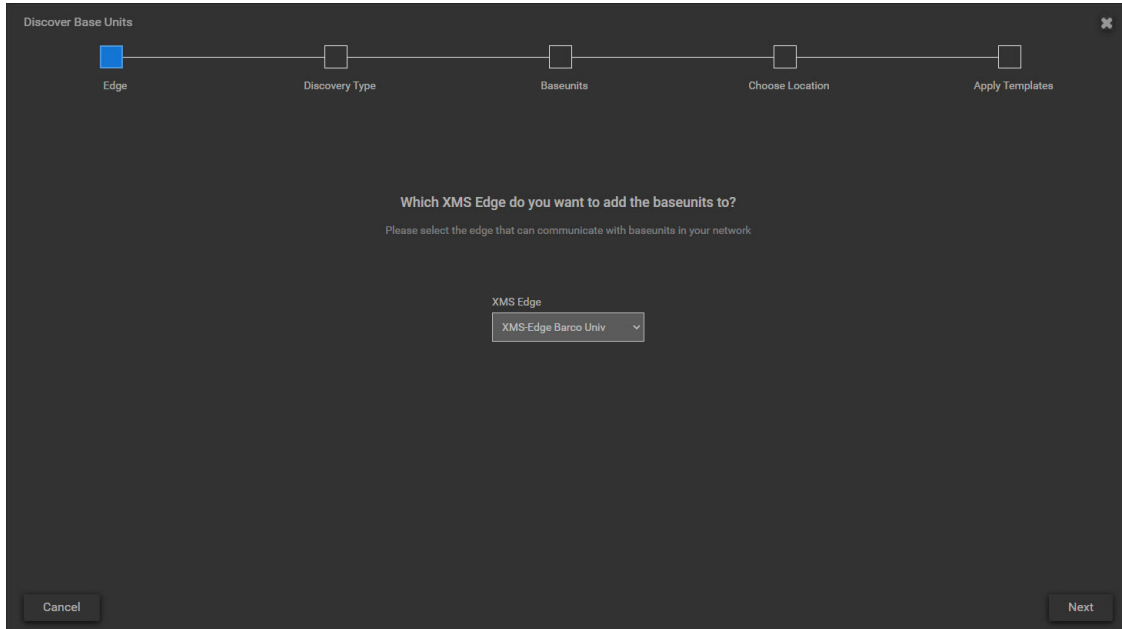 Discover Base Units
Edge
Discovery Type
Baseunits
Choose Location
Apply Templates
Which XMS Edge do you want to add the baseunits to?
Please select the edge that can communicate with baseunits in your network
XMS Edge
XMS-Edge Barco Univ
Cancel
Next